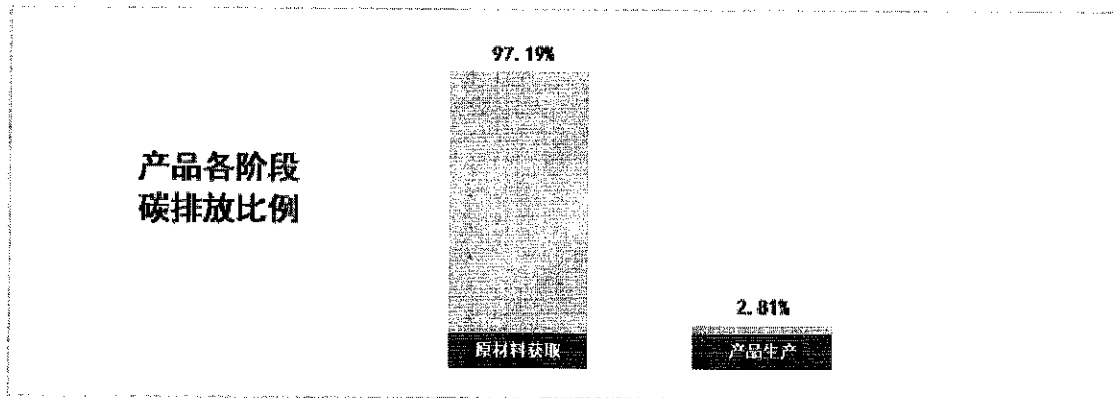 97.19%
产品各阶段
碳排放比例
2.81%
原材料获取
产品生产